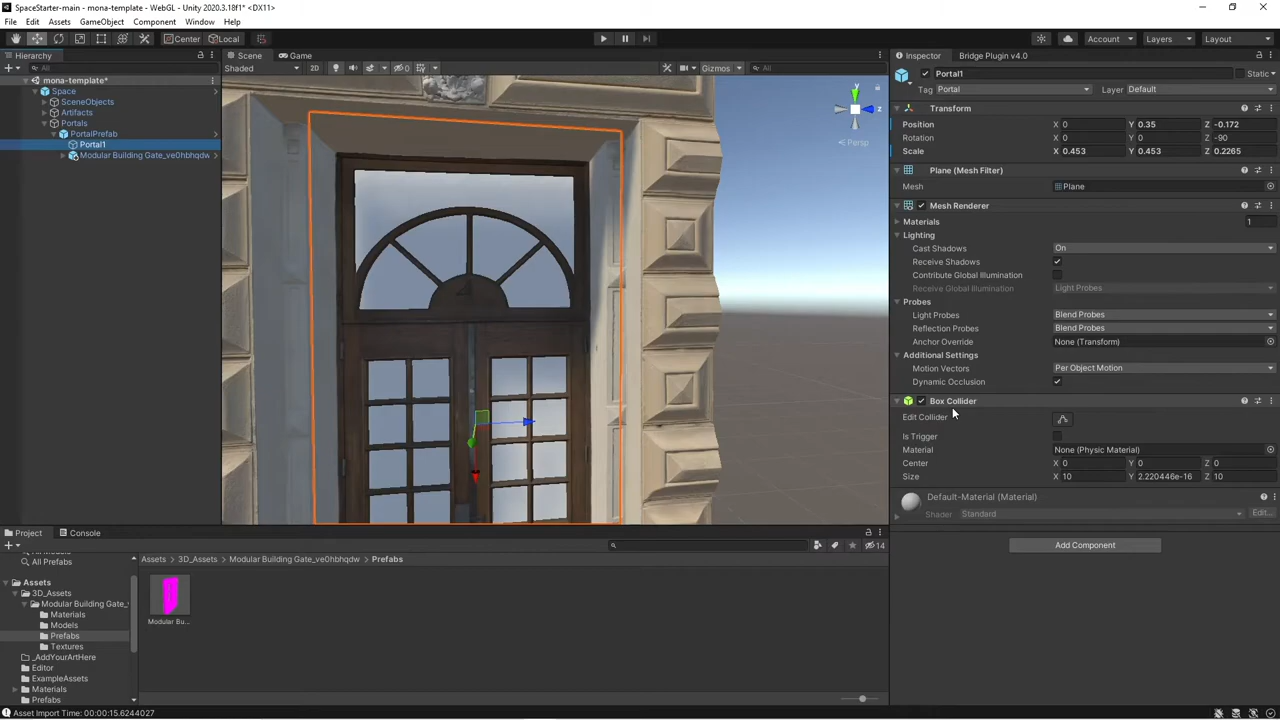 SpaceStarter-main - mona-template - WebGL - Unity 2020.3.18f1* <DX11>
File Edit Assets GameObject Component Window Help
Center Local Account Layers Layout
Hierarchy Scene Game Inspector Bridge Plugin v4.0
All Shaded 2D 0 Gizmos All Portal1 Static
mona-template* Tag Portal Layer Default
Space
SceneObjects
Artifacts
Portals
PortalPrefab
Portal1
Modular Building Gate_ve0hbhqdw
y z
Persp
Transform
Position X 0 Y 0.35 Z -0.172
Rotation X 0 Y 0 Z -90
Scale X 0.453 Y 0.453 Z 0.2265
Plane (Mesh Filter)
Mesh Plane
Mesh Renderer
Materials 1
Lighting
Cast Shadows On
Receive Shadows
Contribute Global Illumination
Receive Global Illumination Light Probes
Probes
Light Probes Blend Probes
Reflection Probes Blend Probes
Anchor Override None (Transform)
Additional Settings
Motion Vectors Per Object Motion
Dynamic Occlusion
Box Collider
Edit Collider
Is Trigger
Material None (Physic Material)
Center X 0 Y 0 Z 0
Size X 10 Y 2.220446e-16 Z 10
Default-Material (Material)
Shader Standard Edit...
Add Component
Project Console
14
All Prefabs
Assets
3D_Assets
Modular Building Gate_
Materials
Models
Prefabs
Textures
_AddYourArtHere
Editor
ExampleAssets
Materials
Prefabs
Assets > 3D_Assets > Modular Building Gate_ve0hbhqdw > Prefabs
Modular Bu...
Asset Import Time: 00:00:15.6244027